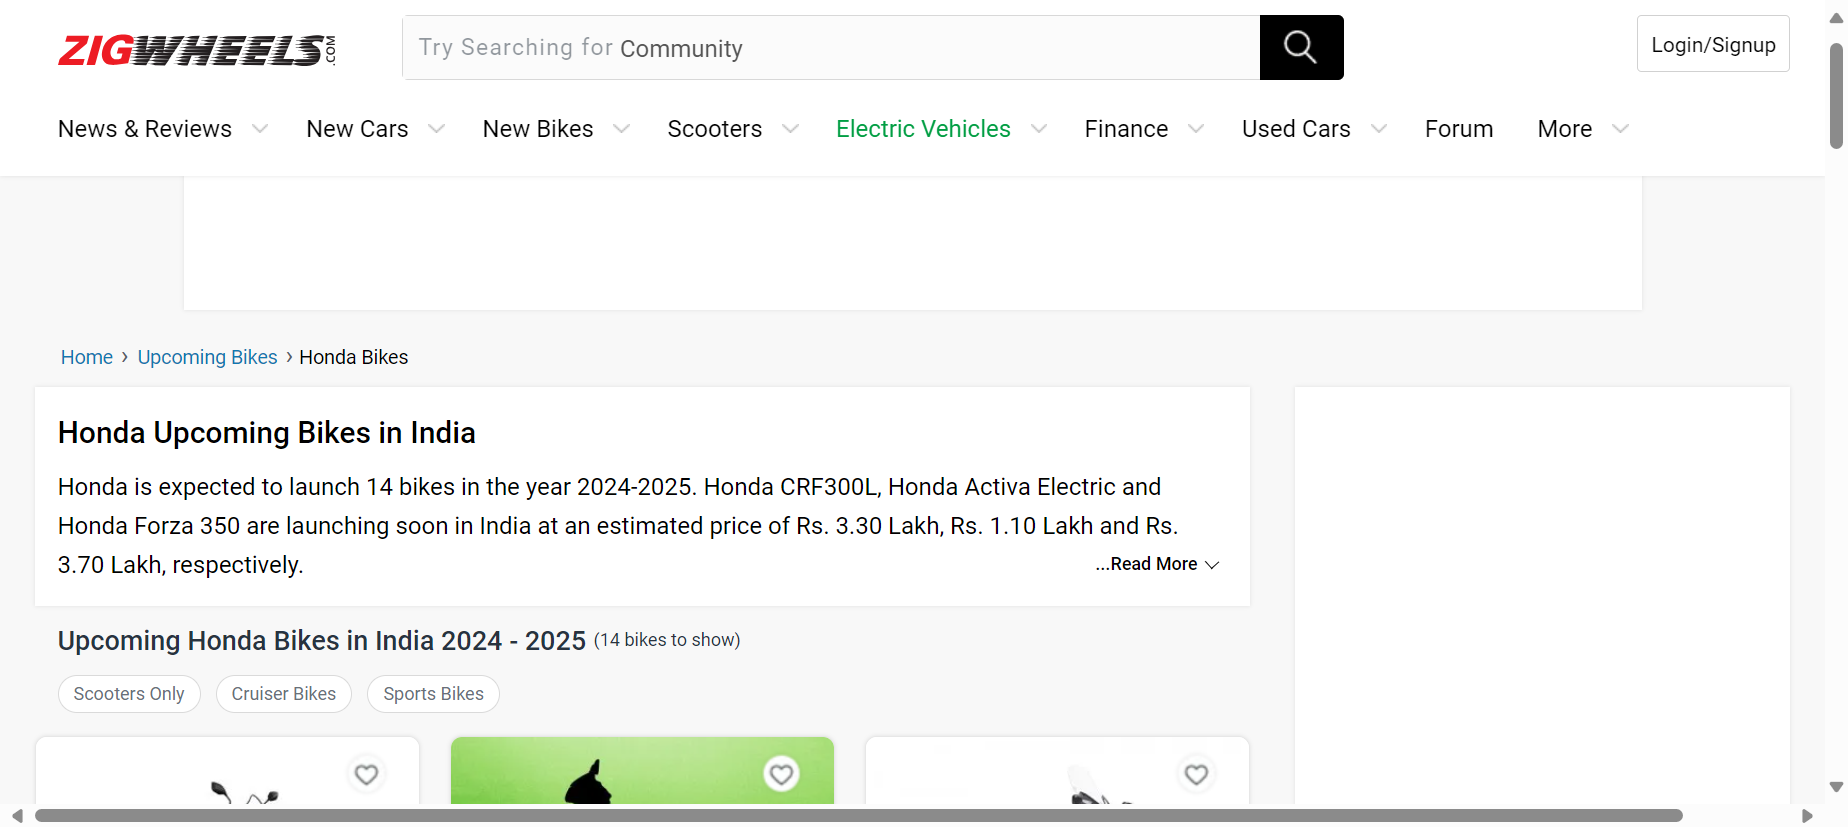 ZIGWHEELS.COM
Try Searching for Community
Login/Signup
News & Reviews New Cars New Bikes Scooters Electric Vehicles Finance Used Cars Forum More
Home › Upcoming Bikes › Honda Bikes
Honda Upcoming Bikes in India
Honda is expected to launch 14 bikes in the year 2024-2025. Honda CRF300L, Honda Activa Electric and
Honda Forza 350 are launching soon in India at an estimated price of Rs. 3.30 Lakh, Rs. 1.10 Lakh and Rs.
3.70 Lakh, respectively.
...Read More
Upcoming Honda Bikes in India 2024 - 2025 (14 bikes to show)
Scooters Only Cruiser Bikes Sports Bikes